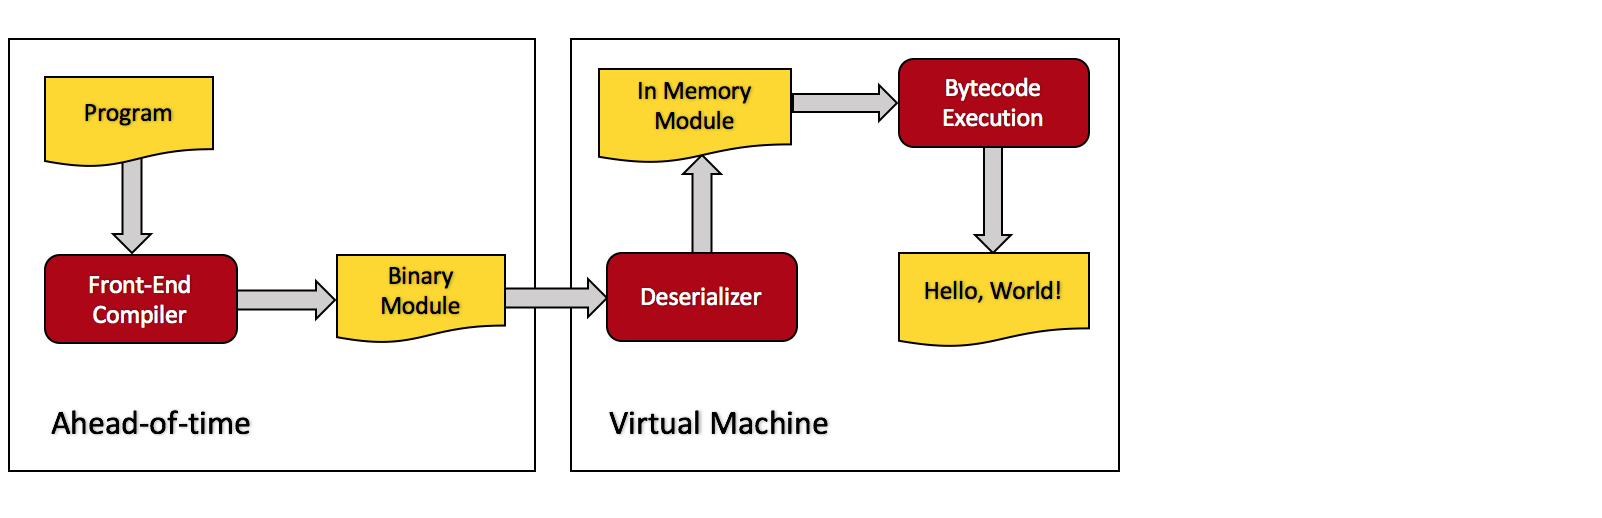 Program
Front-End
Compiler
Binary
Module
Ahead-of-time
In Memory
Module
Bytecode
Execution
Deserializer
Hello, World!
Virtual Machine